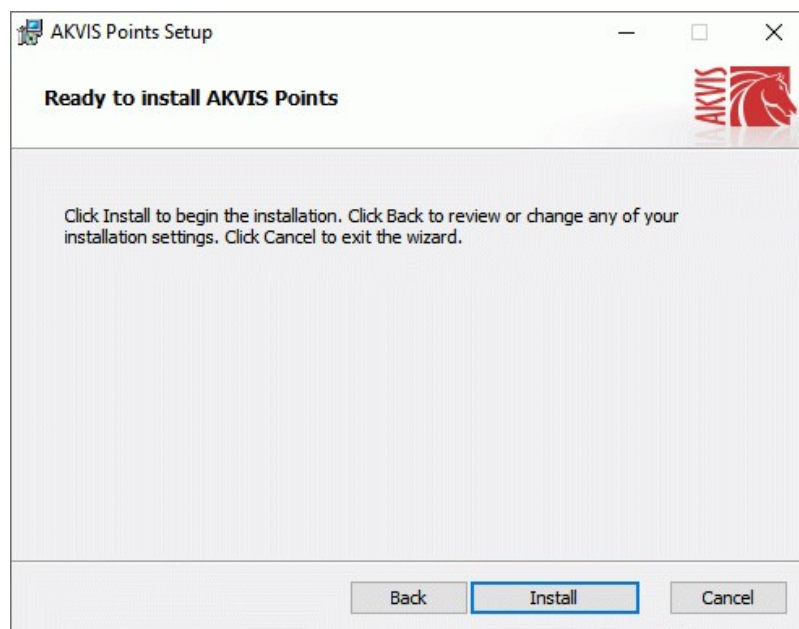 AKVIS Points Setup
Ready to install AKVIS Points
AKVIS
Click Install to begin the installation. Click Back to review or change any of your
installation settings. Click Cancel to exit the wizard.
Back
Install
Cancel